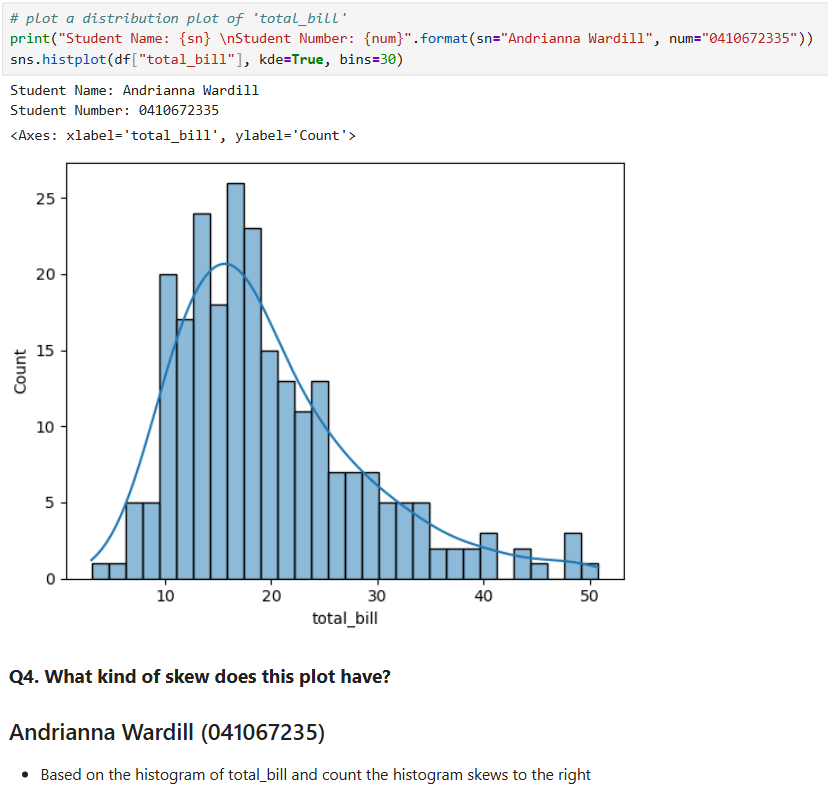 # plot a distribution plot of 'total_bill'
print("Student Name: {sn} \nStudent Number: {num}".format(sn="Andrianna Wardill", num="0410672335"))
sns.histplot(df["total_bill"], kde=True, bins=30)
Student Name: Andrianna Wardill
Student Number: 0410672335
<Axes: xlabel='total_bill', ylabel='Count'>
25
20
15
10
5
0
Count
10 20 30 40 50
total_bill
Q4. What kind of skew does this plot have?
Andrianna Wardill (041067235)
• Based on the histogram of total_bill and count the histogram skews to the right